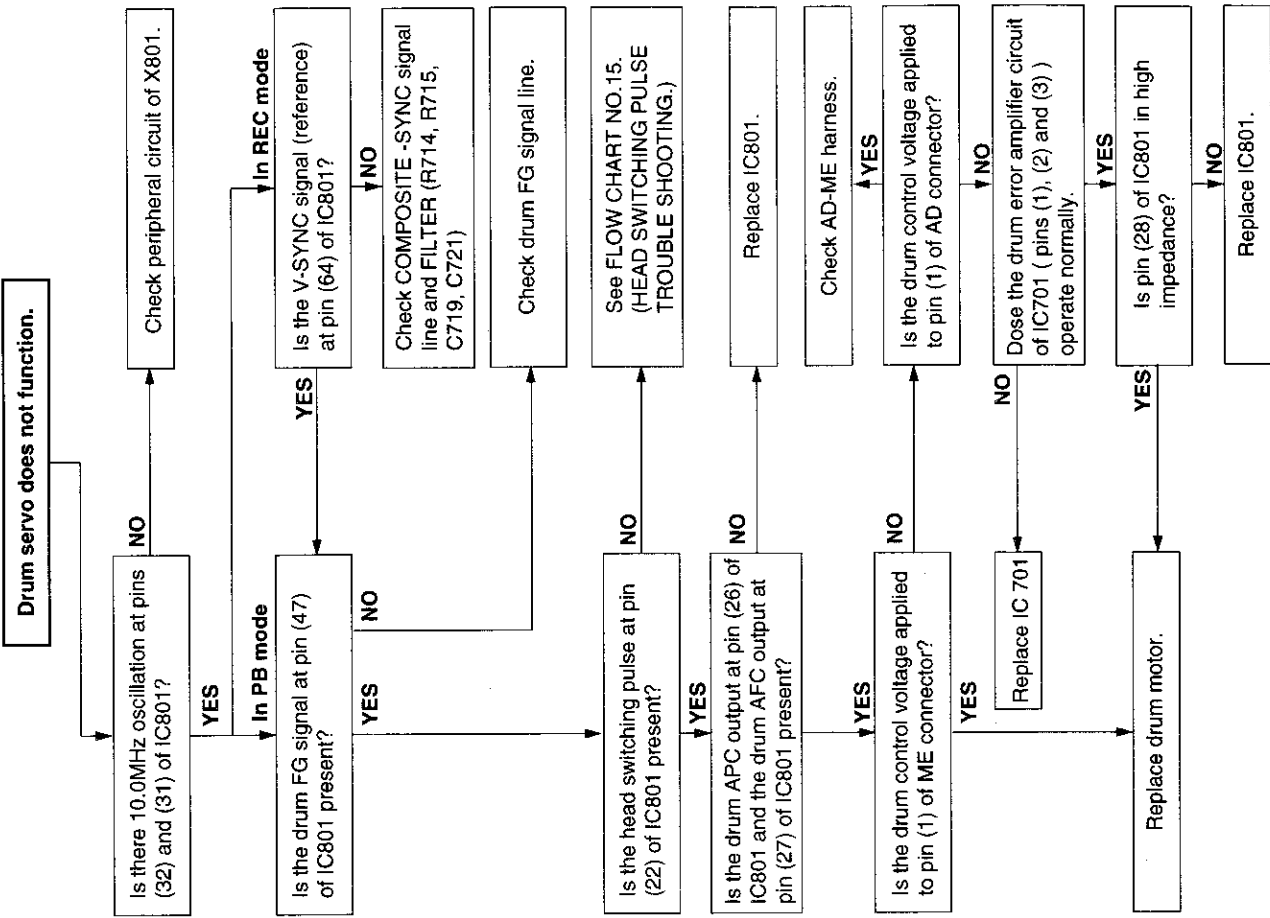 Drum servo does not function.
Is there 10.0MHz oscillation at pins
(32) and (31) of IC801?
NO
Check peripheral circuit of X801.
YES
In PB mode
In REC mode
Is the drum FG signal at pin (47)
of IC801 present?
YES
Is the V-SYNC signal (reference)
at pin (64) of IC801?
NO
Check COMPOSITE -SYNC signal
line and FILTER (R714, R715,
C719, C721)
NO
Check drum FG signal line.
YES
Is the head switching pulse at pin
(22) of IC801 present?
NO
See FLOW CHART NO.15.
(HEAD SWITCHING PULSE
TROUBLE SHOOTING.)
YES
Is the drum APC output at pin (26) of
IC801 and the drum AFC output at
pin (27) of IC801 present?
NO
Replace IC801.
YES
Is the drum control voltage applied
to pin (1) of ME connector?
NO
Check AD-ME harness.
YES
Is the drum control voltage applied
to pin (1) of AD connector?
NO
YES
Replace IC 701
NO
Dose the drum error amplifier circuit
of IC701 ( pins (1), (2) and (3) )
operate normally.
YES
Replace drum motor.
YES
Is pin (28) of IC801 in high
impedance?
NO
Replace IC801.